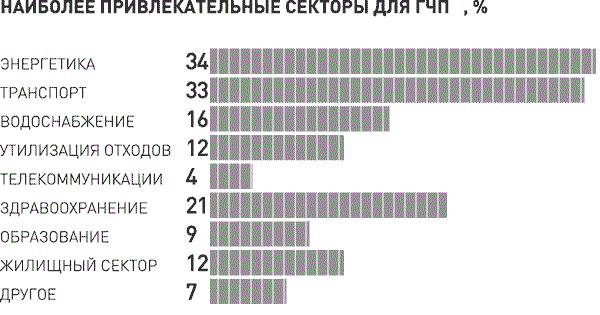 НАИБОЛЕЕ ПРИВЛЕКАТЕЛЬНЫЕ СЕКТОРЫ ДЛЯ ГЧП , %
ЭНЕРГЕТИКА 34
ТРАНСПОРТ 33
ВОДОСНАБЖЕНИЕ 16
УТИЛИЗАЦИЯ ОТХОДОВ 12
ТЕЛЕКОММУНИКАЦИИ 4
ЗДРАВООХРАНЕНИЕ 21
ОБРАЗОВАНИЕ 9
ЖИЛИЩНЫЙ СЕКТОР 12
ДРУГОЕ 7